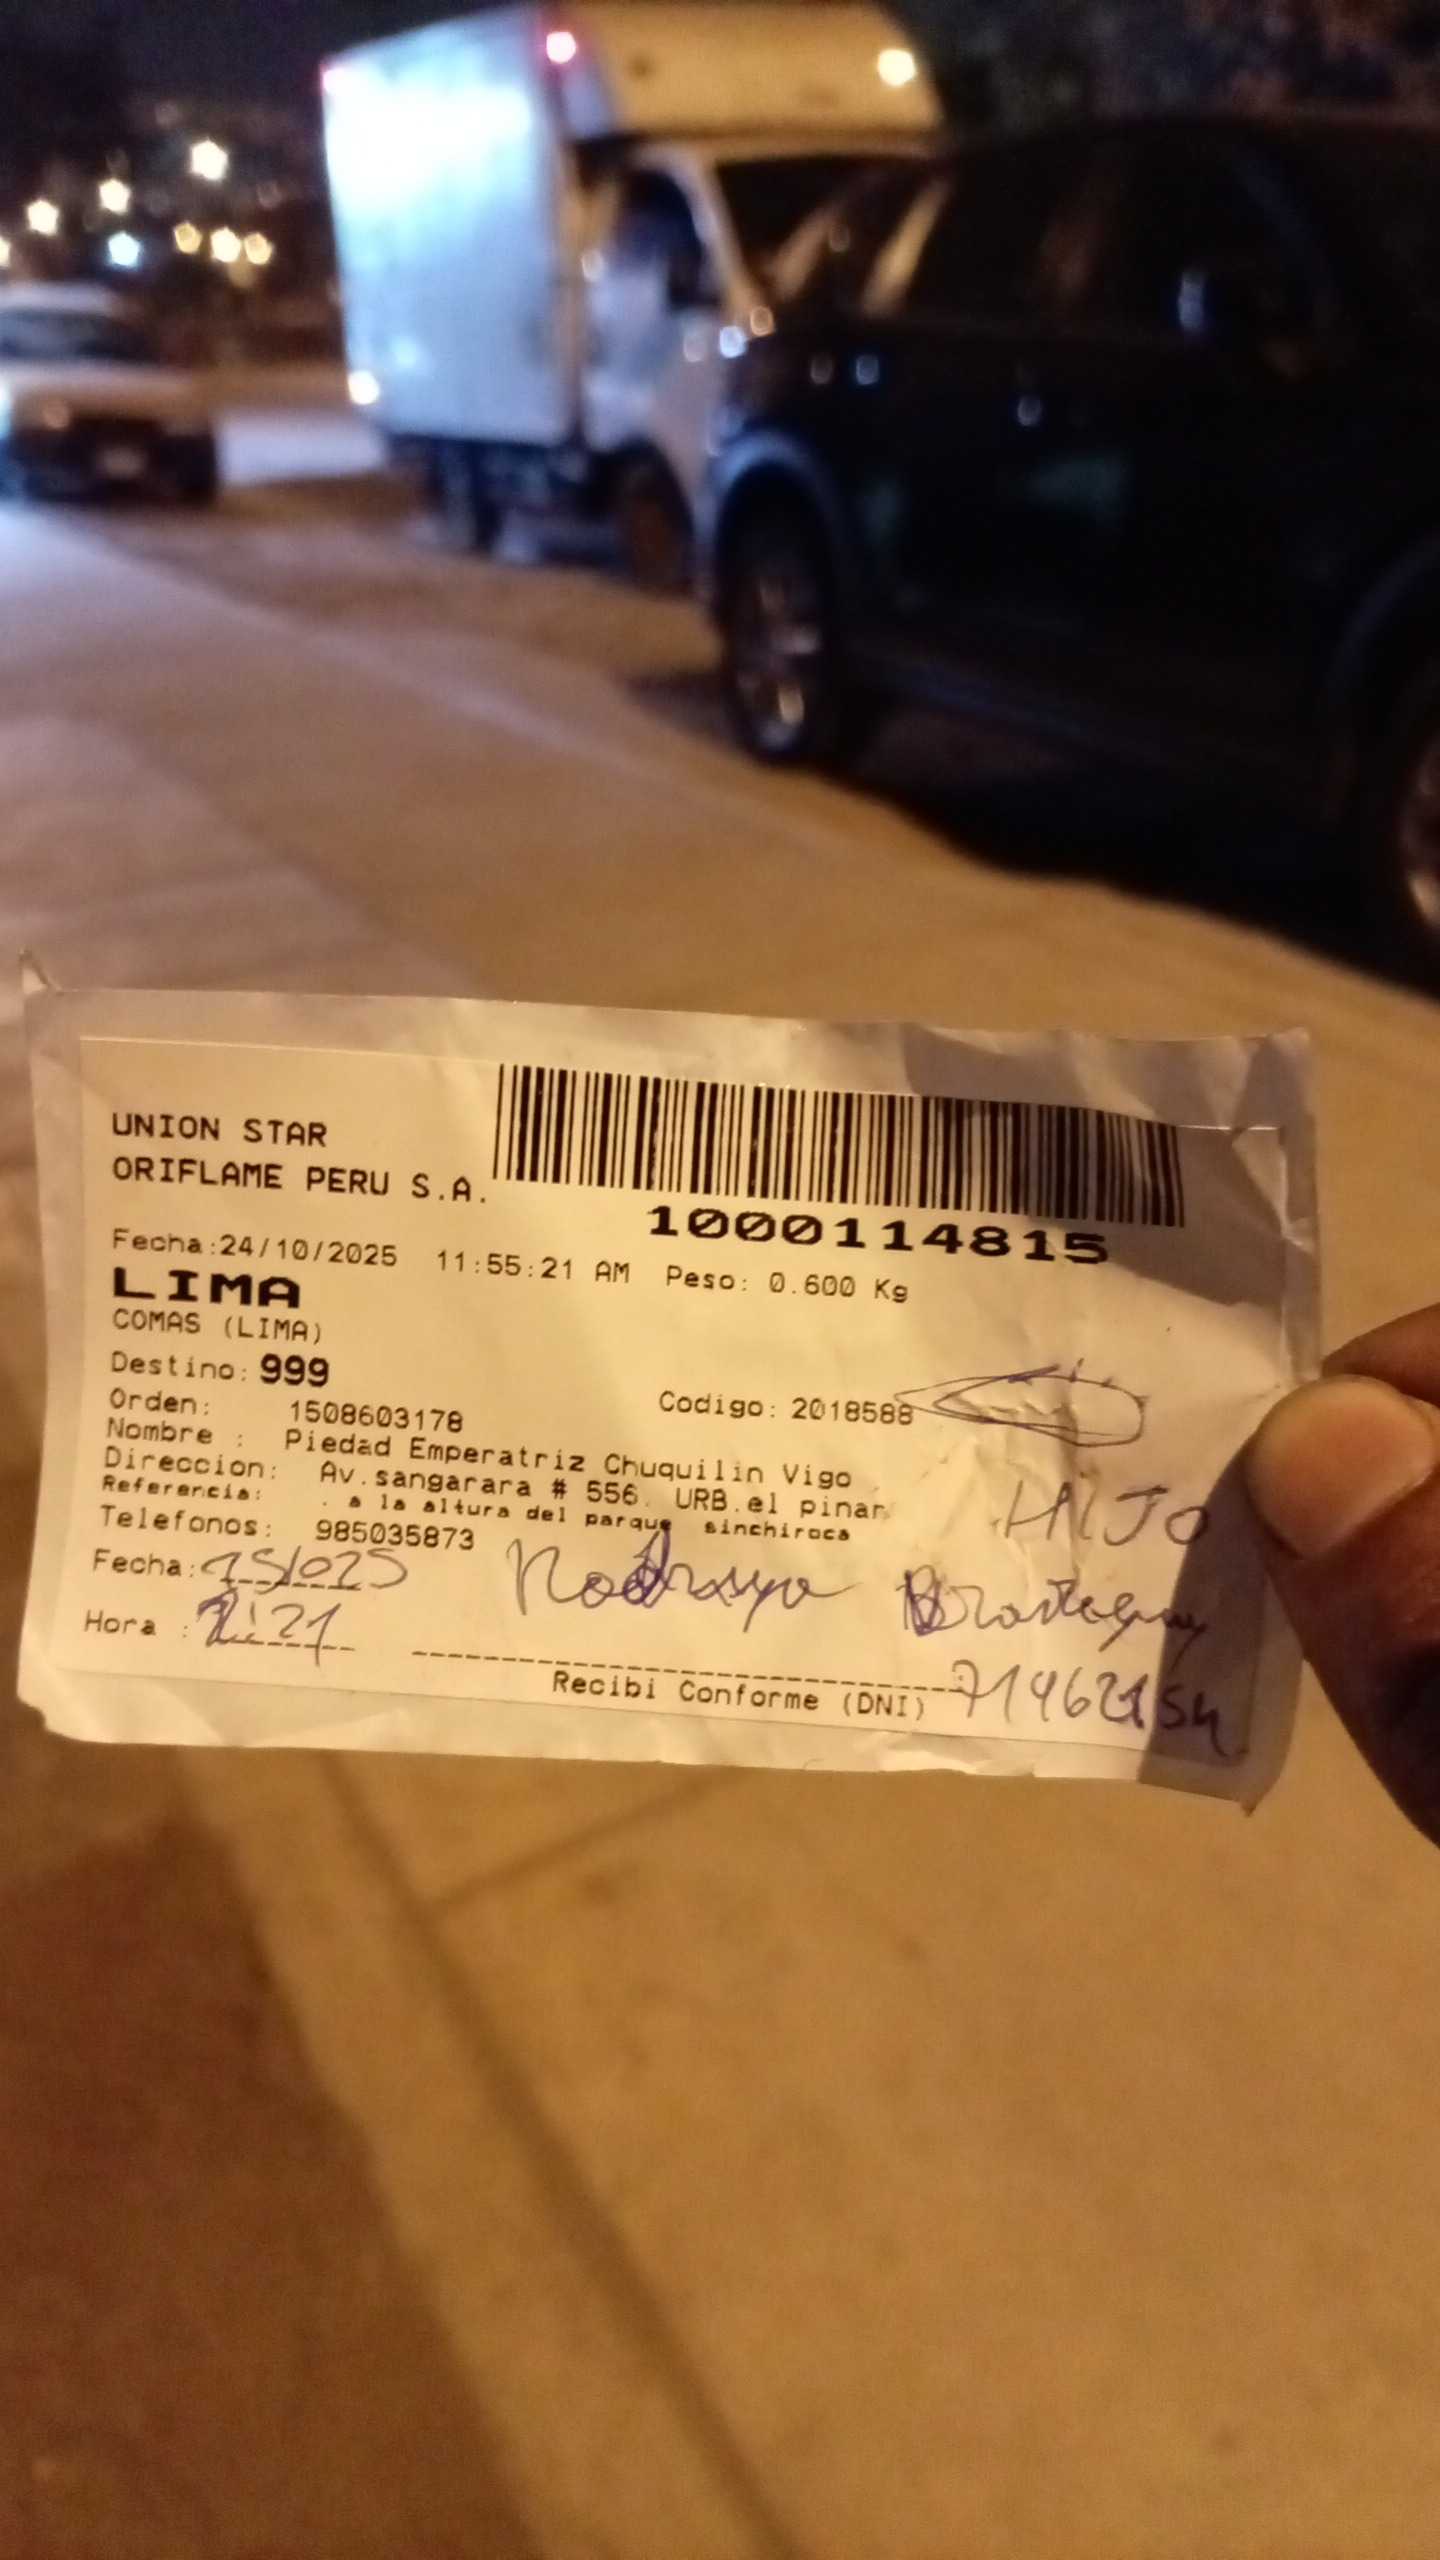 UNION STAR
ORIFLAME PERU S.A.
1000114815
Fecha:24/10/2025 11:55:21 AM Peso: 0.600 Kg
LIMA
COMAS (LIMA)
Destino: 999
Orden: 1508603178 Codigo: 2018588
Nombre : Piedad Emperatriz Chuquilin Vigo
Direccion: Av.sangarara # 556. URB.el pinar
Referencia: . a la altura del parque sinchiroca
HIJO
Telefonos: 985035873
Fecha:
Hora :
Recibi Conforme (DNI)